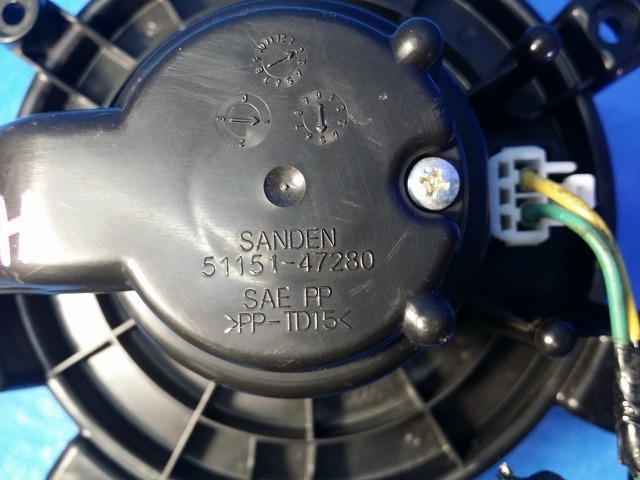 SANDEN
51151-47280
SAE PP
>PP-TD15<